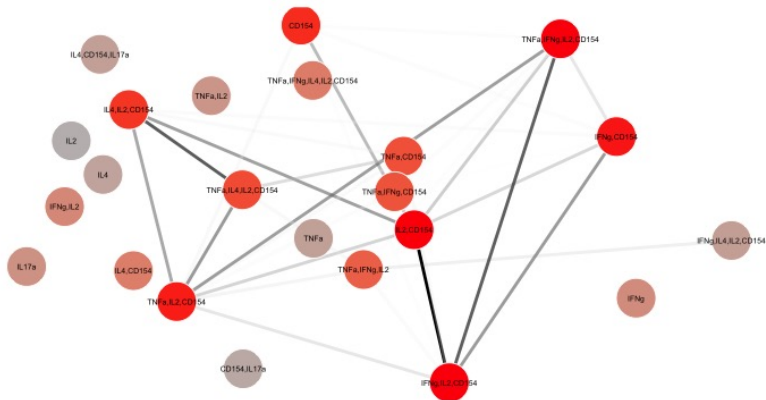 CD154
TNFa,IFNg,IL2,CD154
IL4,CD154,IL17a
TNFa,IFNg,IL4,IL2,CD154
TNFa,IL2
IL4,IL2,CD154
IFNg,CD154
IL2
TNFa,CD154
IL4
TNFa,IL4,IL2,CD154
TNFa,IFNg,CD154
IFNg,IL2
IL2,CD154
TNFa
IFNg,IL4,IL2,CD154
IL17a
IL4,CD154
TNFa,IFNg,IL2
TNFa,IL2,CD154
IFNg
CD154,IL17a
IFNg,IL2,CD154